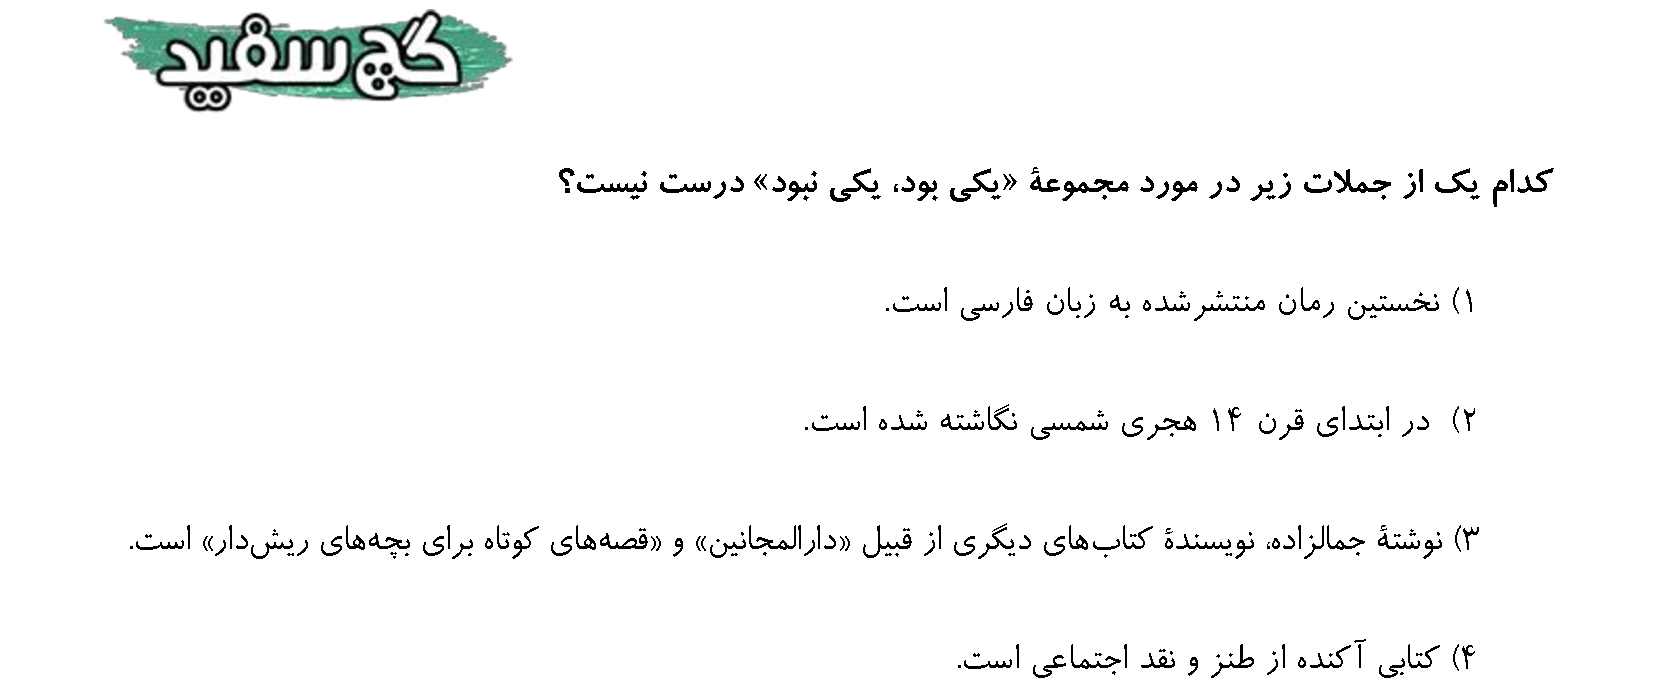 گچ سفید
کدام یک از جملات زیر در مورد مجموعهٔ «یکی بود، یکی نبود» درست نیست؟
۱) نخستین رمان منتشرشده به زبان فارسی است.
۲) در ابتدای قرن ۱۴ هجری شمسی نگاشته شده است.
۳) نوشتهٔ جمالزاده، نویسندهٔ کتاب‌های دیگری از قبیل «دارالمجانین» و «قصه‌های کوتاه برای بچه‌های ریش‌دار» است.
۴) کتابی آکنده از طنز و نقد اجتماعی است.